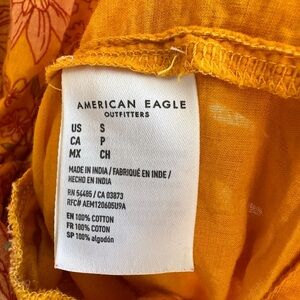 AMERICAN EAGLE
OUTFITTERS
US S
CA P
MX CH
MADE IN INDIA / FABRIQUÉ EN INDE /
HECHO EN INDIA
RN 54485 / CA 03873
RFC# AEM120605U9A
EN 100% COTTON
FR 100% COTON
SP 100% algodón